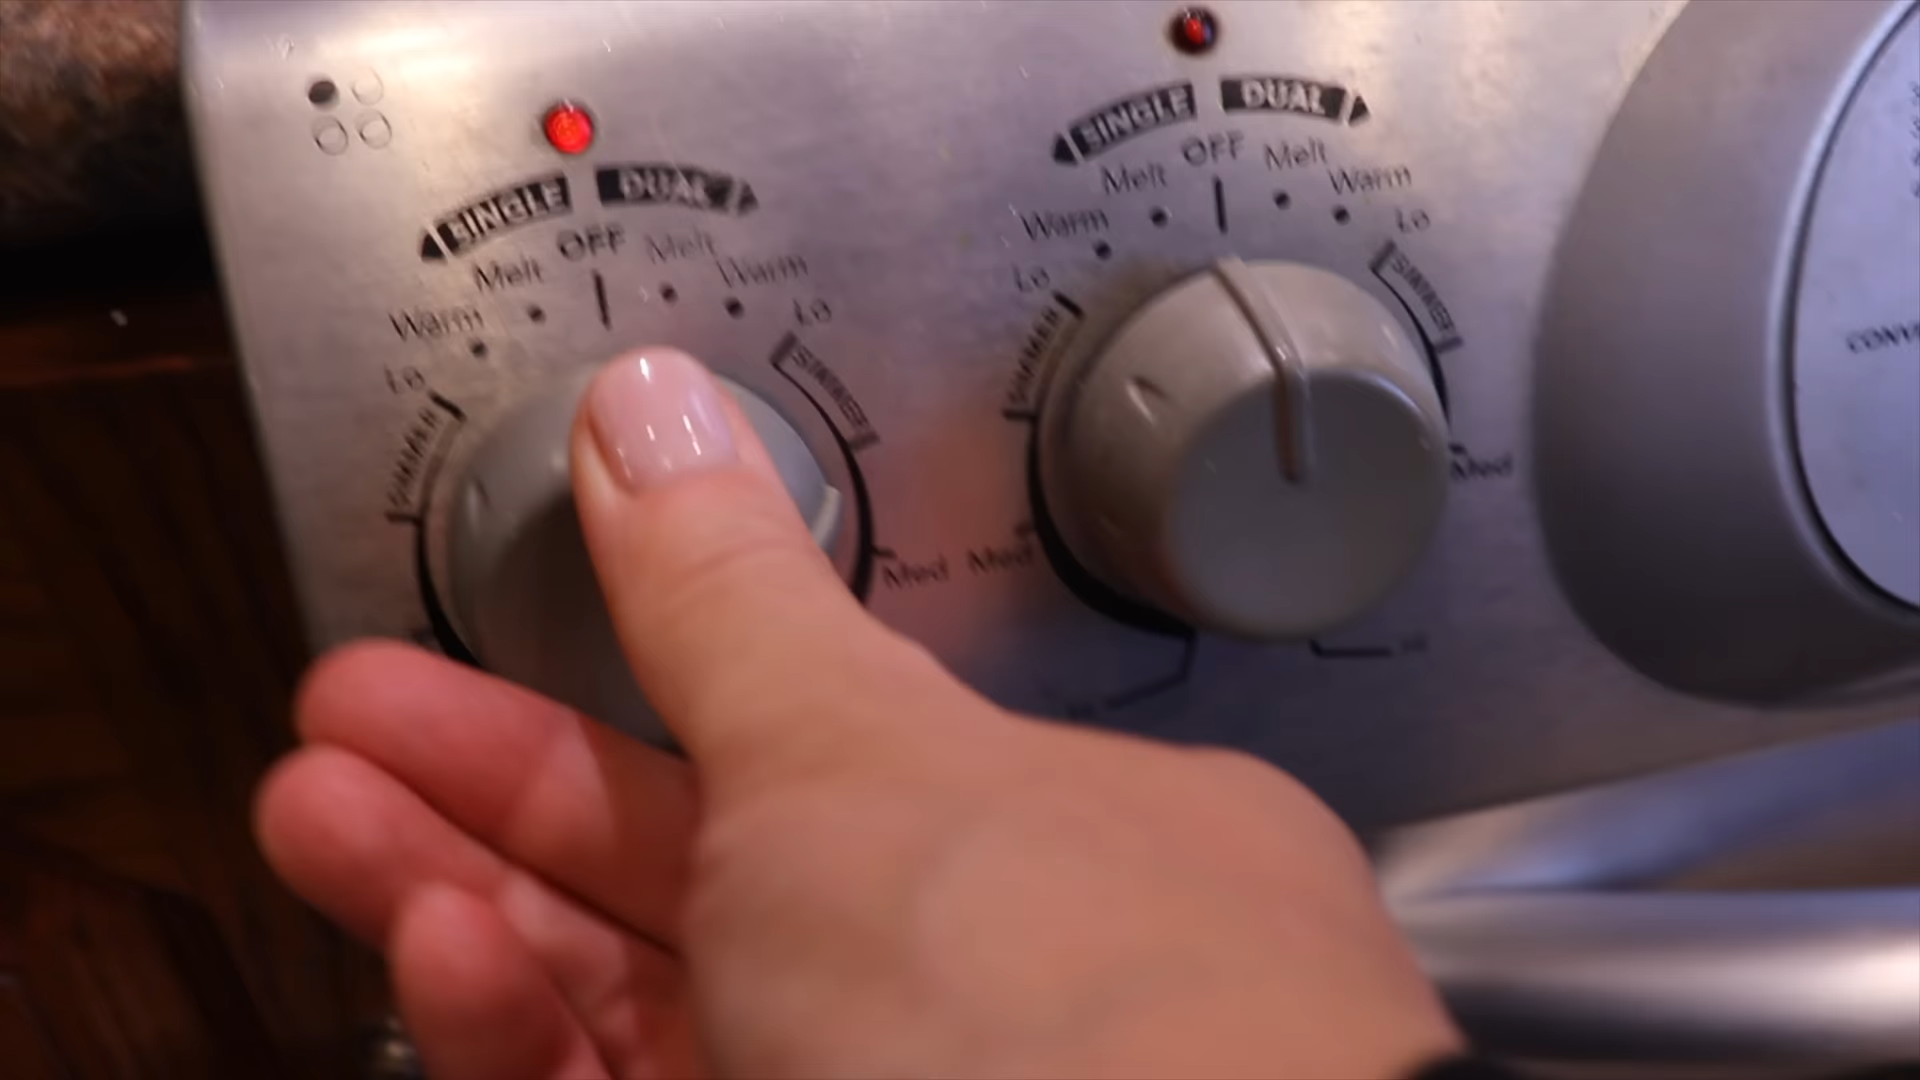 SINGLE DUAL
OFF
Melt Melt
Warm Warm
Lo Lo
SIMMER SIMMER
Med
SINGLE DUAL
OFF
Melt Melt
Warm Warm
Lo Lo
SIMMER SIMMER
Med Med